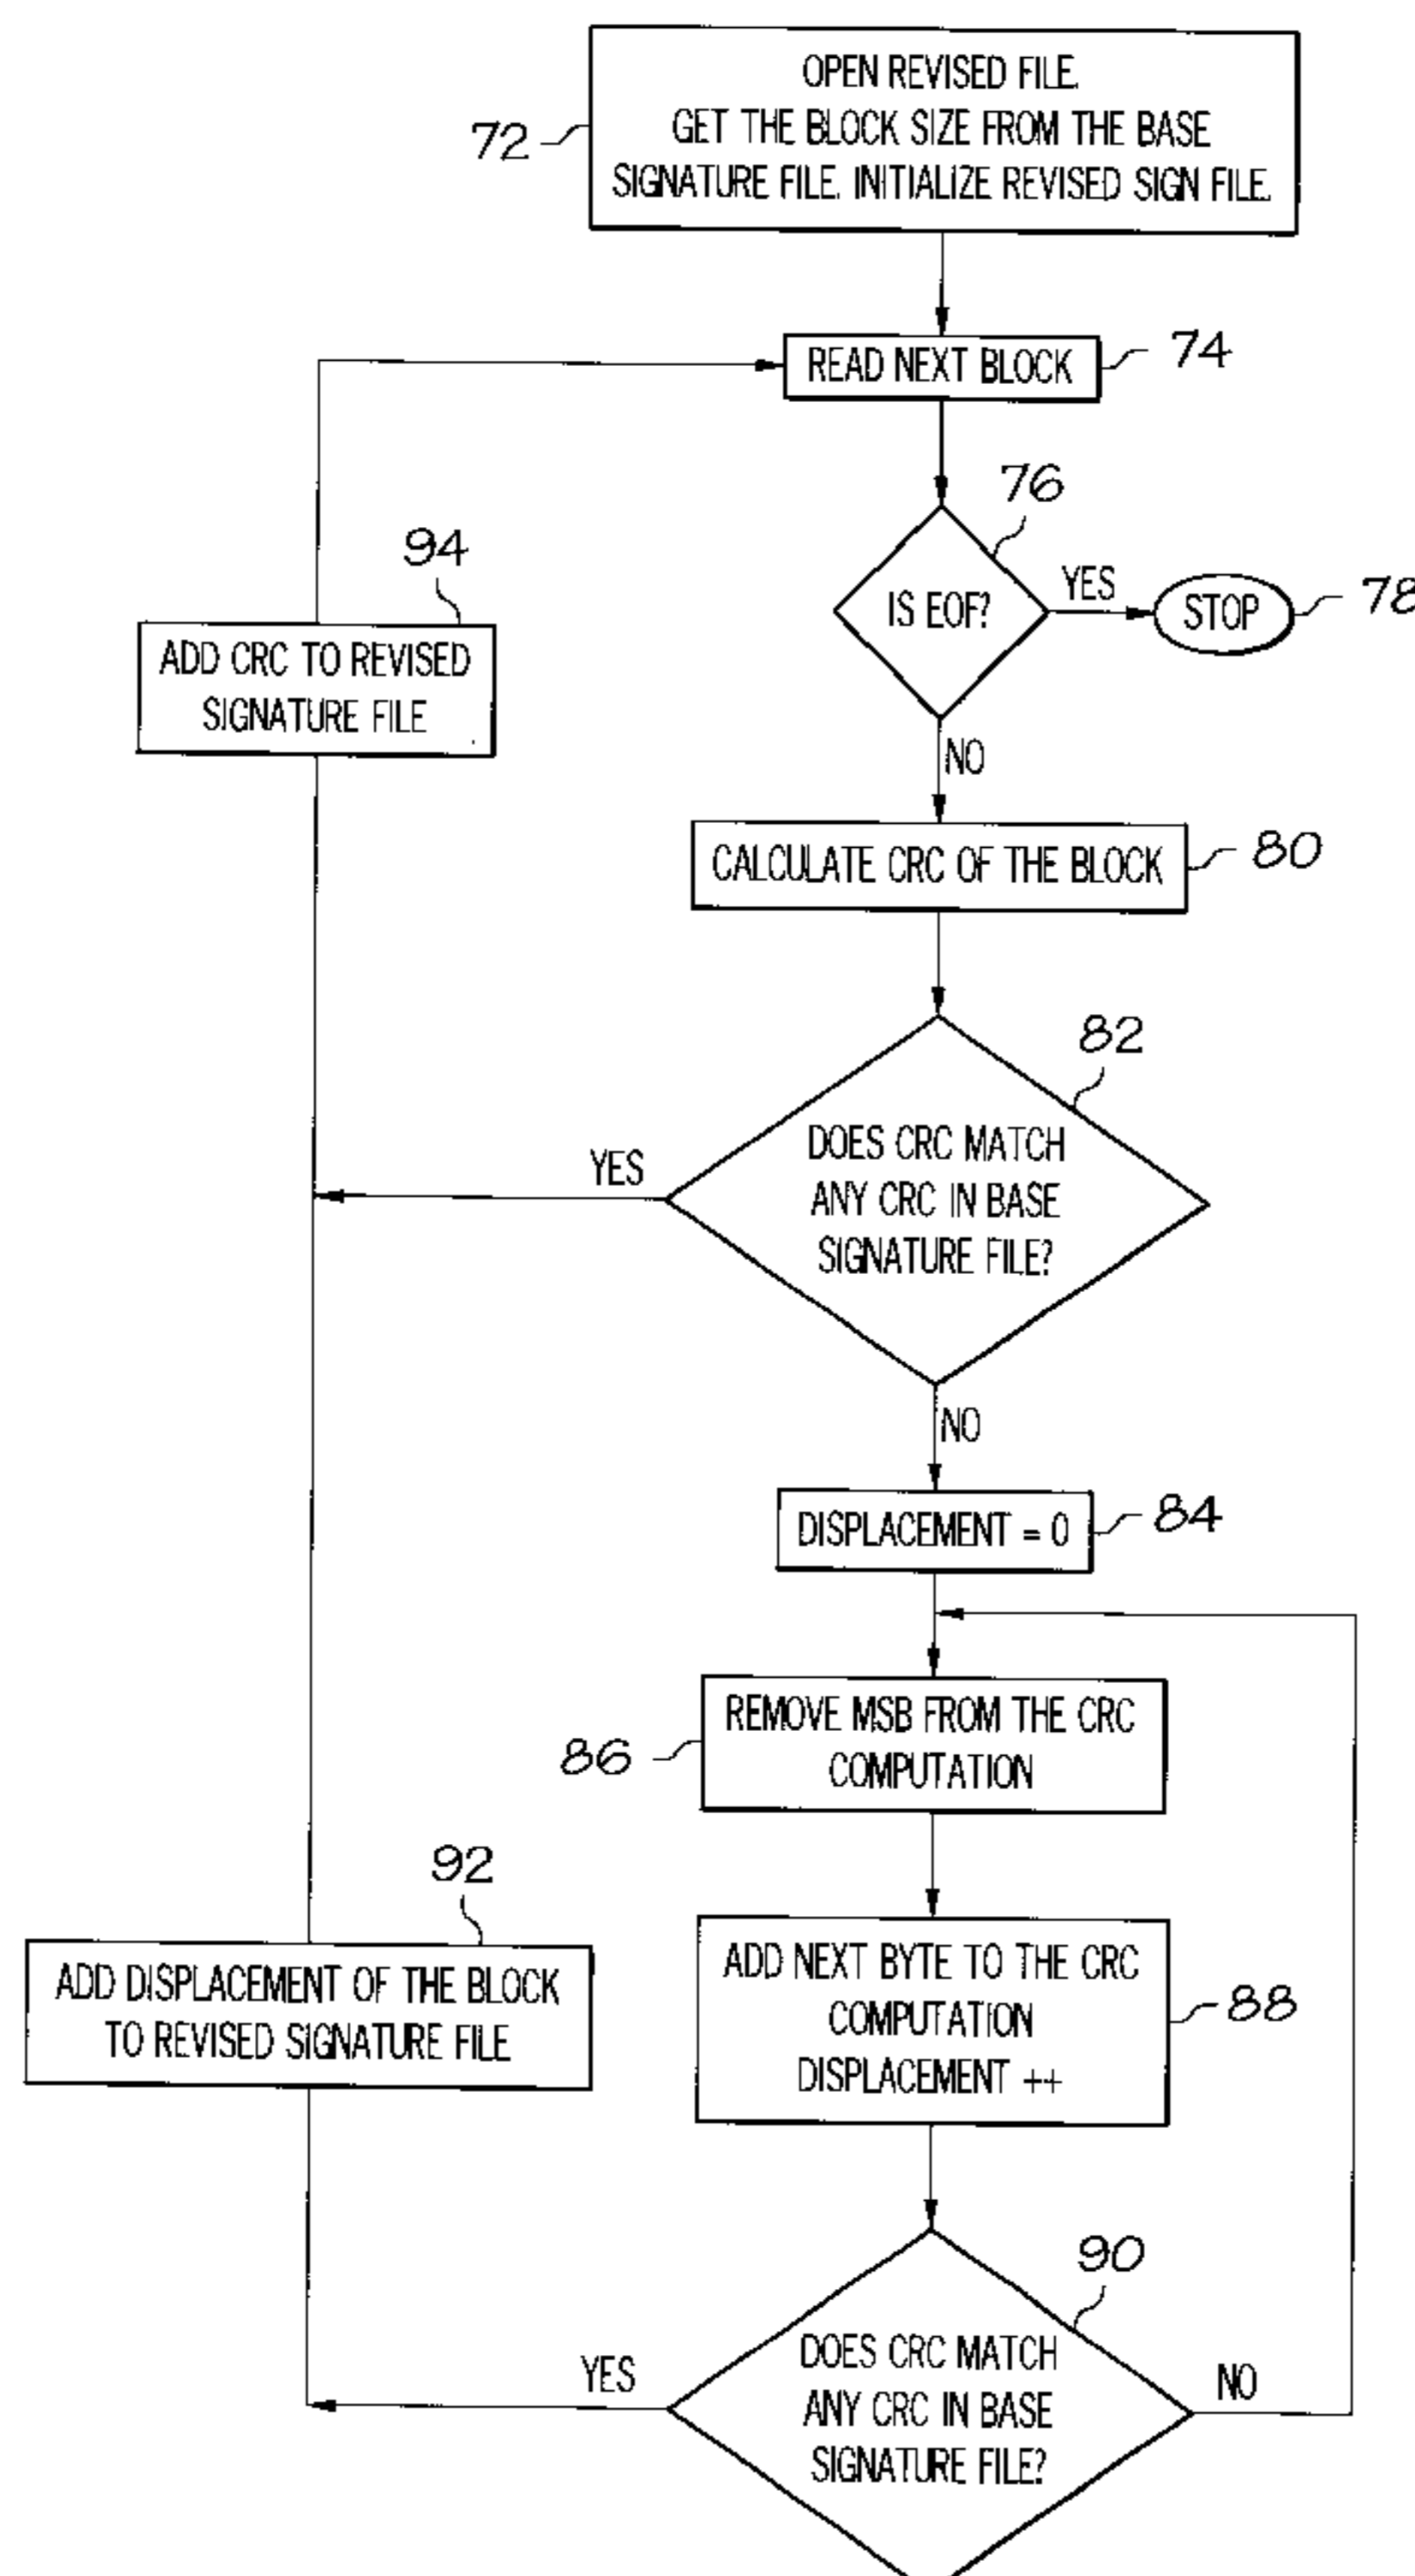 OPEN REVISED FILE.
GET THE BLOCK SIZE FROM THE BASE
SIGNATURE FILE. INITIALIZE REVISED SIGN FILE.
72
READ NEXT BLOCK
74
76
IS EOF?
YES
STOP
78
94
ADD CRC TO REVISED
SIGNATURE FILE
NO
CALCULATE CRC OF THE BLOCK
80
82
DOES CRC MATCH
ANY CRC IN BASE
SIGNATURE FILE?
YES
NO
DISPLACEMENT = 0
84
REMOVE MSB FROM THE CRC
COMPUTATION
86
92
ADD DISPLACEMENT OF THE BLOCK
TO REVISED SIGNATURE FILE
ADD NEXT BYTE TO THE CRC
COMPUTATION
DISPLACEMENT ++
88
90
DOES CRC MATCH
ANY CRC IN BASE
SIGNATURE FILE?
YES
NO